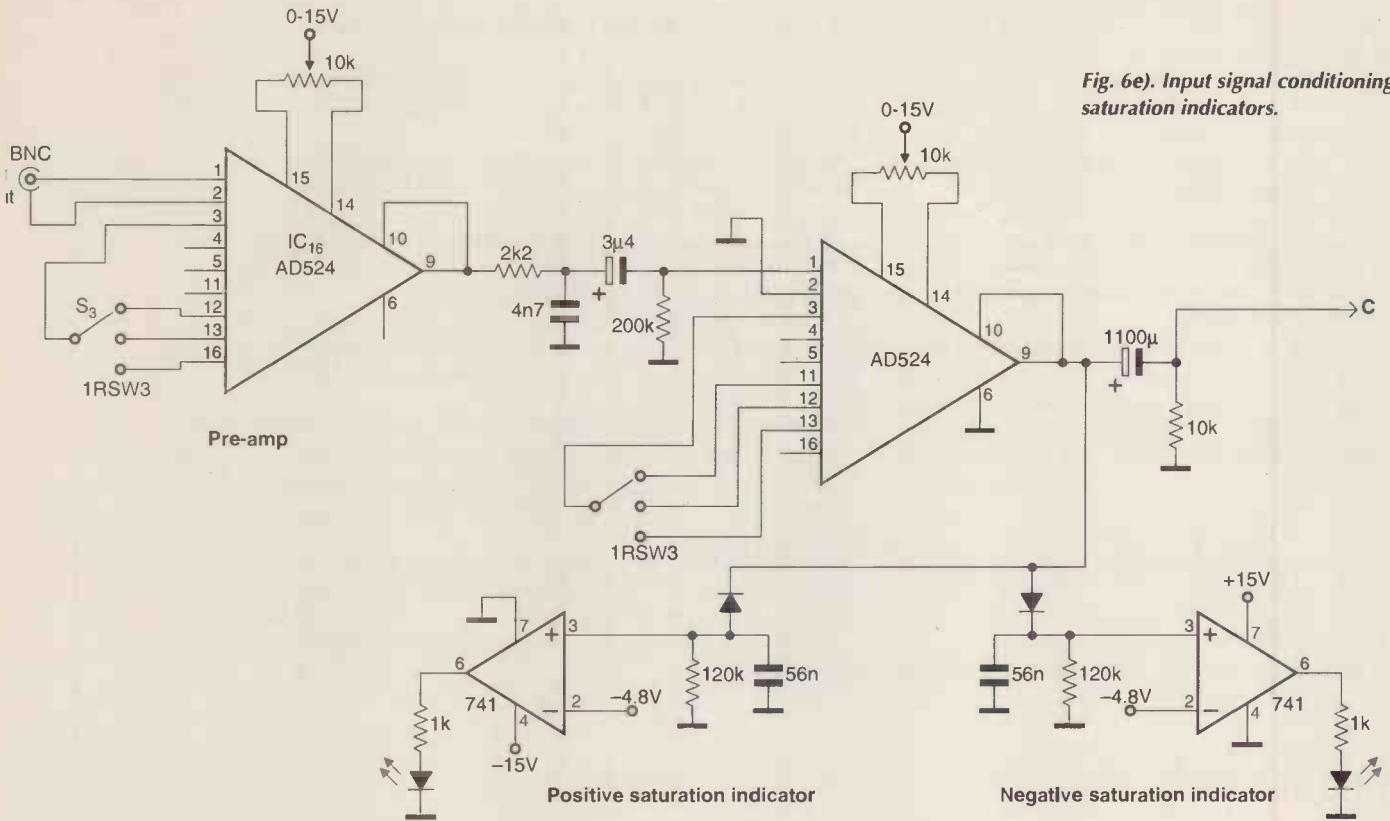 0-15V
10k
Fig. 6e). Input signal conditioning
saturation indicators.
BNC
1
2
3
4
5
11
12
13
16
15
14
10
9
6
IC16
AD524
S3
1RSW3
Pre-amp
2k2
4n7
3µ4
+
200k
0-15V
10k
1
2
3
4
5
11
12
13
16
15
14
10
9
6
AD524
1RSW3
1100µ
+
10k
C
7
+
3
6
741
4
−
2
−4.8V
120k
56n
1k
−15V
Positive saturation indicator
+15V
56n
120k
3
+
7
6
−4.8V
2
−
741
4
1k
Negative saturation indicator